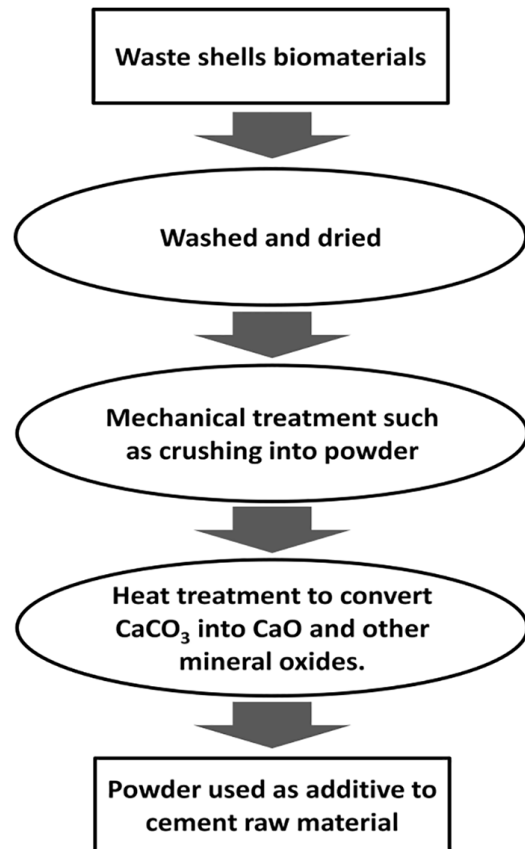 Waste shells biomaterials
Washed and dried
Mechanical treatment such
as crushing into powder
Heat treatment to convert
CaCO₃ into CaO and other
mineral oxides.
Powder used as additive to
cement raw material